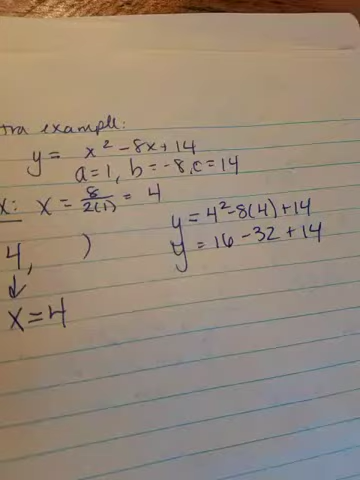 tra example:
y = x² - 8x + 14
a = 1, b = -8, c = 14
x: x = 8/2(1) = 4
y = 4² - 8(4) + 14
4, )
y = 16 - 32 + 14
↓
x = 4